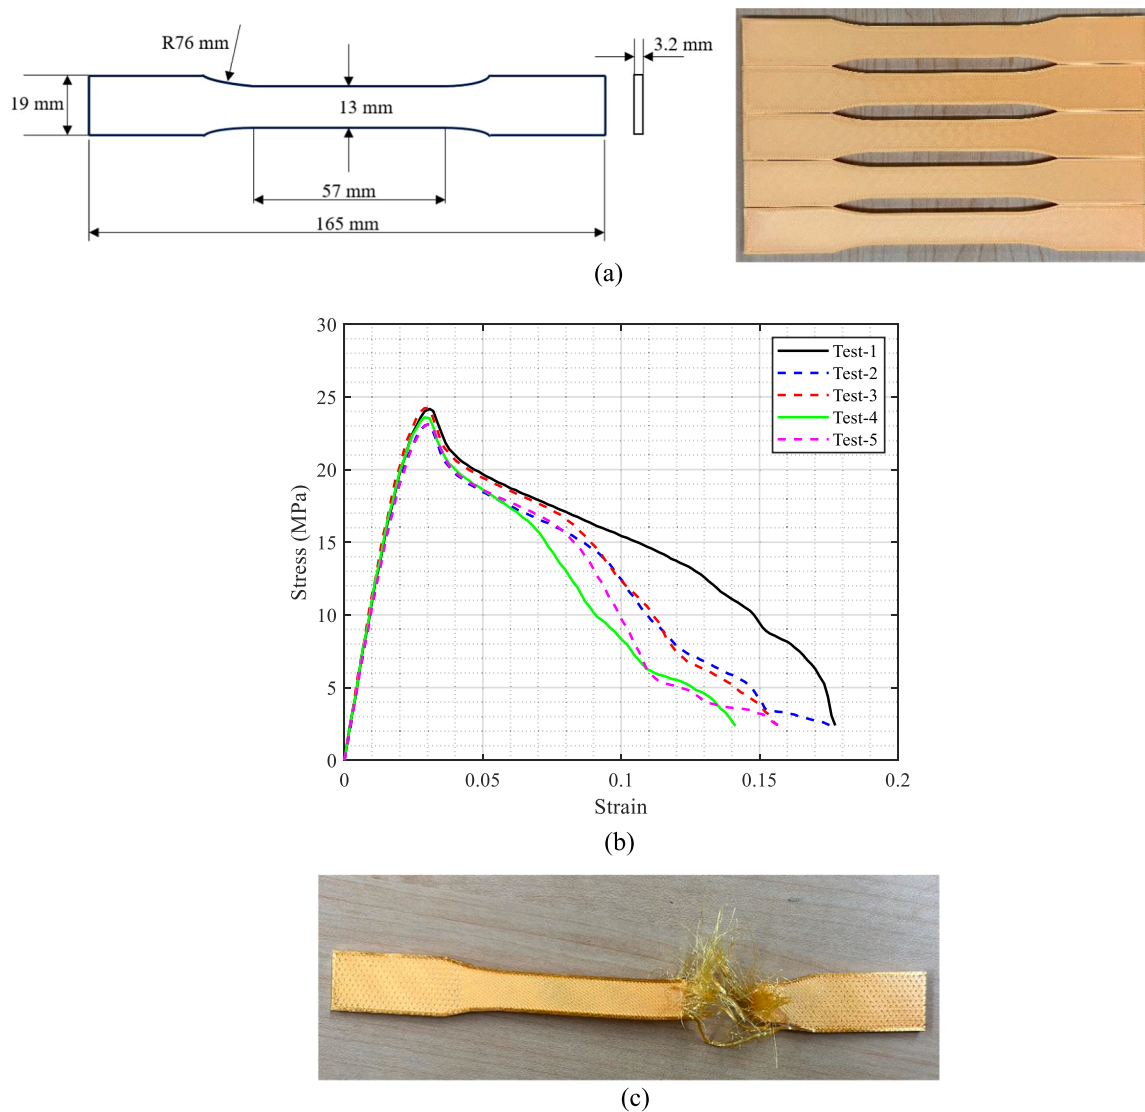 R76 mm
3.2 mm
19 mm
13 mm
57 mm
165 mm
(a)
30
25
20
15
10
5
0
Stress (MPa)
Test-1
Test-2
Test-3
Test-4
Test-5
0
0.05
0.1
0.15
0.2
Strain
(b)
(c)